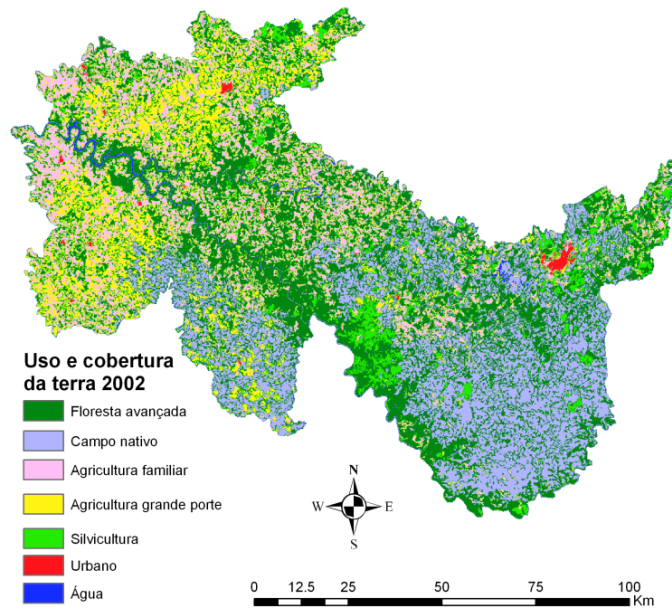 Uso e cobertura
da terra 2002
Floresta avançada
Campo nativo
Agricultura familiar
Agricultura grande porte
Silvicultura
Urbano
Água
N
W E
S
0 12.5 25 50 75 100
Km